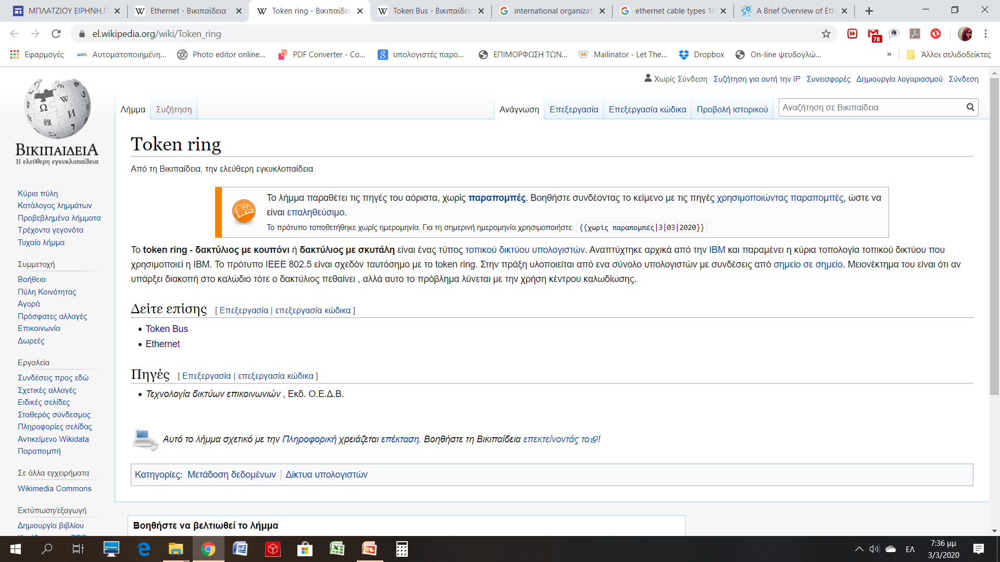 ΜΠΛΑΤΖΙΟΥ ΕΙΡΗΝΗ,Π
Ethernet - Βικιπαίδεια
Token ring - Βικιπαίδει
Token Bus - Βικιπαίδει
international organizat
ethernet cable types 10
A Brief Overview of Eth
el.wikipedia.org/wiki/Token_ring
78
Εφαρμογές
Αυτοματοποιημένη...
Photo editor online...
PDF Converter - Co...
υπολογιστές παρο...
ΕΠΙΜΟΡΦΩΣΗ ΤΩΝ...
Mailinator - Let The...
Dropbox
On-line ψευδογλώ...
»
Άλλοι σελιδοδείκτες
Χωρίς Σύνδεση Συζήτηση για αυτή την IP Συνεισφορές Δημιουργία λογαριασμού Σύνδεση
Λήμμα Συζήτηση Ανάγνωση Επεξεργασία Επεξεργασία κώδικα Προβολή ιστορικού Αναζήτηση σε Βικιπαίδεια
ΒΙΚΙΠΑΙΔΕΙΑ
Η ελεύθερη εγκυκλοπαίδεια
Κύρια πύλη
Κατάλογος λημμάτων
Προβεβλημένα λήμματα
Τρέχοντα γεγονότα
Τυχαίο λήμμα
Συμμετοχή
Βοήθεια
Πύλη Κοινότητας
Αγορά
Πρόσφατες αλλαγές
Επικοινωνία
Δωρεές
Εργαλεία
Συνδέσεις προς εδώ
Σχετικές αλλαγές
Ειδικές σελίδες
Σταθερός σύνδεσμος
Πληροφορίες σελίδας
Αντικείμενο Wikidata
Παραπομπή
Σε άλλα εγχειρήματα
Wikimedia Commons
Εκτύπωση/εξαγωγή
Δημιουργία βιβλίου
Token ring
Από τη Βικιπαίδεια, την ελεύθερη εγκυκλοπαίδεια
Το λήμμα παραθέτει τις πηγές του αόριστα, χωρίς παραπομπές. Βοηθήστε συνδέοντας το κείμενο με τις πηγές χρησιμοποιώντας παραπομπές, ώστε να
είναι επαληθεύσιμο.
Το πρότυπο τοποθετήθηκε χωρίς ημερομηνία. Για τη σημερινή ημερομηνία χρησιμοποιήστε: {{χωρίς παραπομπές|3|03|2020}}
Το token ring - δακτύλιος με κουπόνι ή δακτύλιος με σκυτάλη είναι ένας τύπος τοπικού δικτύου υπολογιστών. Αναπτύχτηκε αρχικά από την IBM και παραμένει η κύρια τοπολογία τοπικού δικτύου που
χρησιμοποιεί η IBM. Το πρότυπο IEEE 802.5 είναι σχεδόν ταυτόσημο με το token ring. Στην πράξη υλοποιείται από ενα σύνολο υπολογιστών με συνδέσεις από σημείο σε σημείο. Μειονέκτημα του είναι ότι αν
υπάρξει διακοπή στο καλώδιο τότε ο δακτύλιος πεθαίνει , αλλά αυτο το πρόβλημα λύνεται με την χρήση κέντρου καλωδίωσης.
Δείτε επίσης [ Επεξεργασία | επεξεργασία κώδικα ]
• Token Bus
• Ethernet
Πηγές [ Επεξεργασία | επεξεργασία κώδικα ]
• Τεχνολογία δικτύων επικοινωνιών , Εκδ. Ο.Ε.Δ.Β.
Αυτό το λήμμα σχετικό με την Πληροφορική χρειάζεται επέκταση. Βοηθήστε τη Βικιπαίδεια επεκτείνοντάς το!
Κατηγορίες: Μετάδοση δεδομένων | Δίκτυα υπολογιστών
Βοηθήστε να βελτιωθεί το λήμμα
ΕΛ
7:36 μμ
3/3/2020